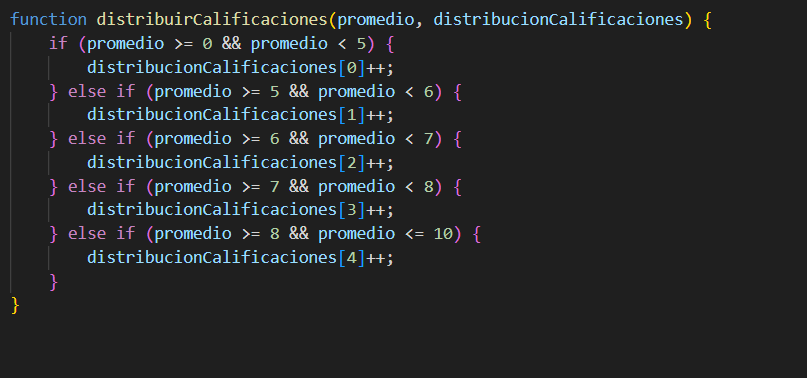 function distribuirCalificaciones(promedio, distribucionCalificaciones) {
    if (promedio >= 0 && promedio < 5) {
        distribucionCalificaciones[0]++;
    } else if (promedio >= 5 && promedio < 6) {
        distribucionCalificaciones[1]++;
    } else if (promedio >= 6 && promedio < 7) {
        distribucionCalificaciones[2]++;
    } else if (promedio >= 7 && promedio < 8) {
        distribucionCalificaciones[3]++;
    } else if (promedio >= 8 && promedio <= 10) {
        distribucionCalificaciones[4]++;
    }
}